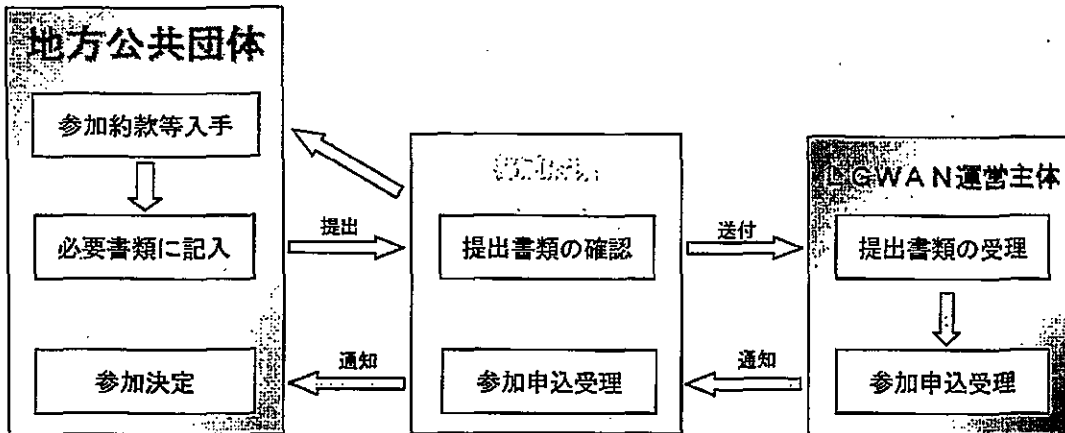 地方公共団体
参加約款等入手
必要書類に記入
参加決定
提出
通知
提出書類の確認
参加申込受理
送付
通知
LGWAN運営主体
提出書類の受理
参加申込受理